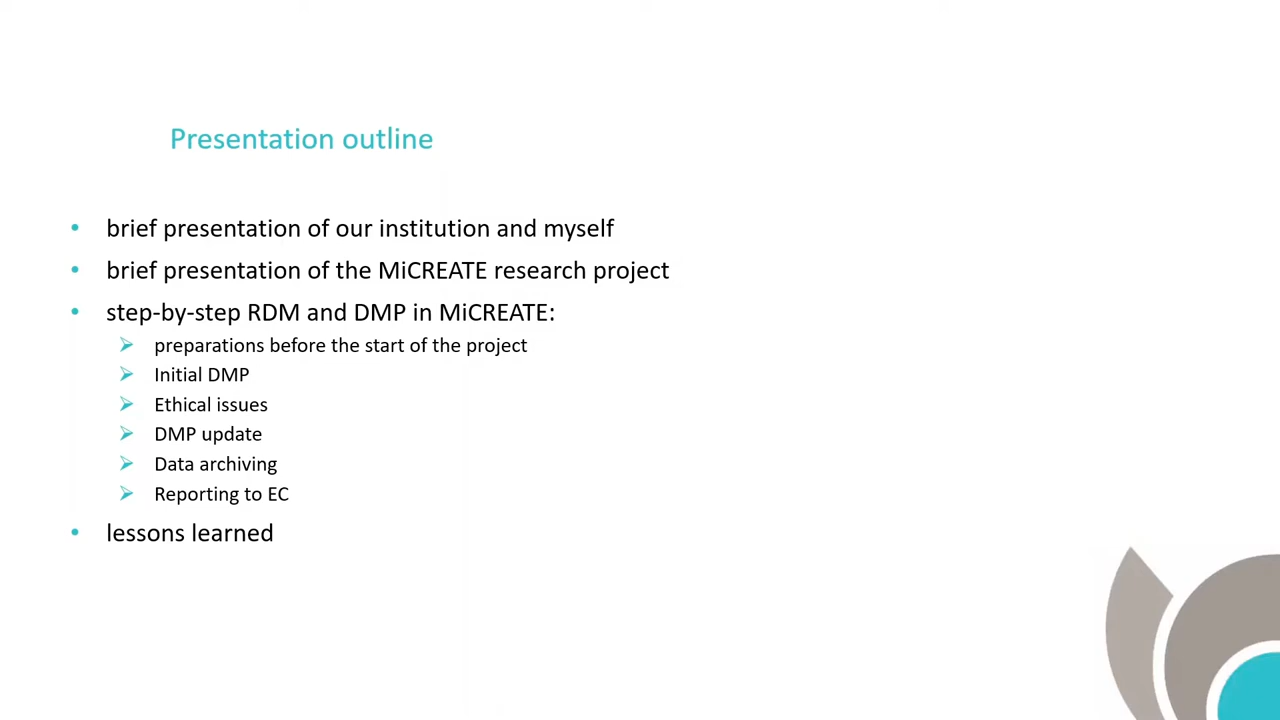 Presentation outline
• brief presentation of our institution and myself
• brief presentation of the MiCREATE research project
• step-by-step RDM and DMP in MiCREATE:
➢ preparations before the start of the project
➢ Initial DMP
➢ Ethical issues
➢ DMP update
➢ Data archiving
➢ Reporting to EC
• lessons learned